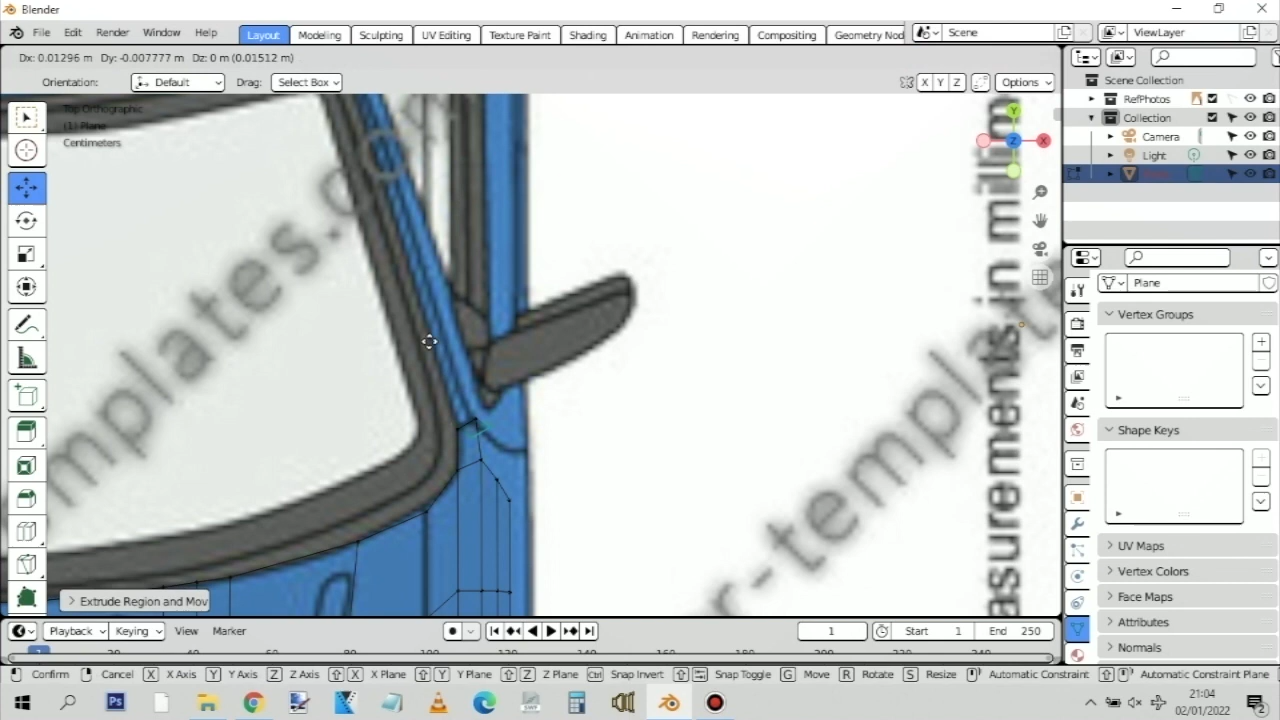 Blender
File Edit Render Window Help
Layout Modeling Sculpting UV Editing Texture Paint Shading Animation Rendering Compositing Geometry Nod
Scene
ViewLayer
Dx: 0.01296 m Dy: -0.007777 m Dz: 0 m (0.01512 m)
Orientation: Default Drag: Select Box
X Y Z Options
Top Orthographic
(1) Plane
Centimeters
Scene Collection
RefPhotos
Collection
Camera
Light
Y
Z X
mplates.c
r-templat
asurements in millim
Plane
Vertex Groups
Shape Keys
UV Maps
Vertex Colors
Face Maps
Attributes
Normals
Extrude Region and Mov
Playback Keying View Marker
1
Start 1 End 250
Confirm Cancel X X Axis Y Y Axis Z Z Axis X X Plane Y Y Plane Z Z Plane Ctrl Snap Invert Snap Toggle G Move R Rotate S Resize Automatic Constraint Automatic Constraint Plane
Ps
21:04
02/01/2022
2